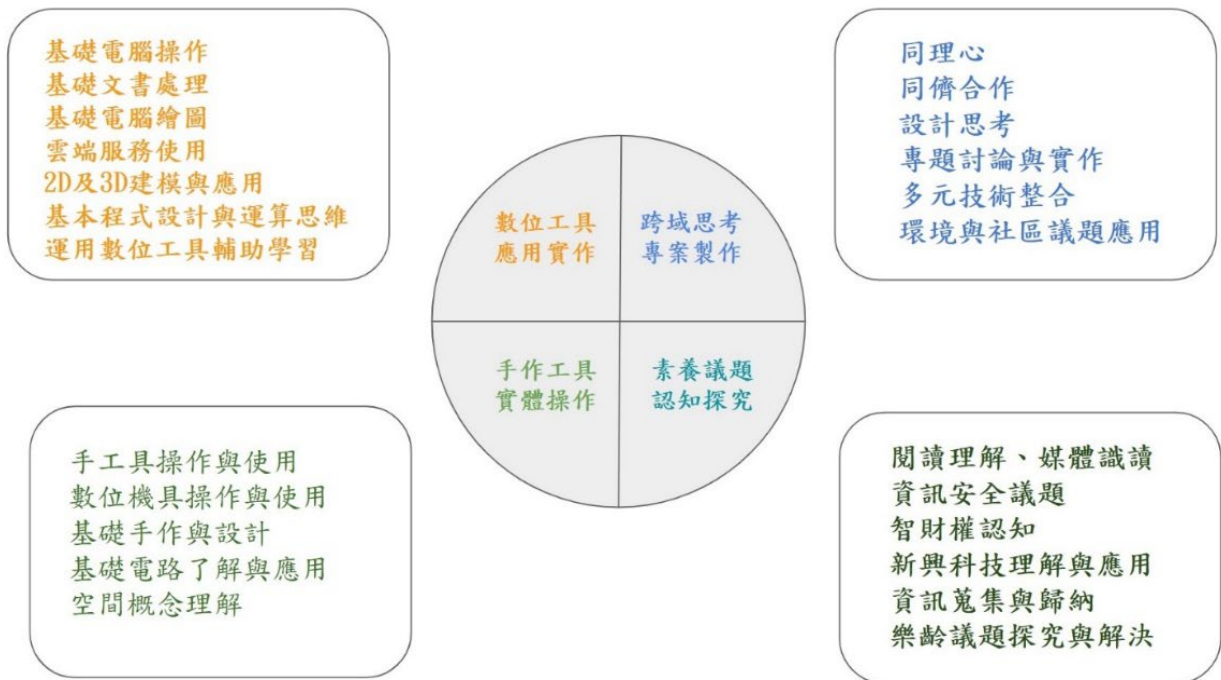 基礎電腦操作
基礎文書處理
基礎電腦繪圖
雲端服務使用
2D及3D建模與應用
基本程式設計與運算思維
運用數位工具輔助學習
同理心
同儕合作
設計思考
專題討論與實作
多元技術整合
環境與社區議題應用
數位工具
應用實作
跨域思考
專案製作
手作工具
實體操作
素養議題
認知探究
手工具操作與使用
數位機具操作與使用
基礎手作與設計
基礎電路了解與應用
空間概念理解
閱讀理解、媒體識讀
資訊安全議題
智財權認知
新興科技理解與應用
資訊蒐集與歸納
樂齡議題探究與解決